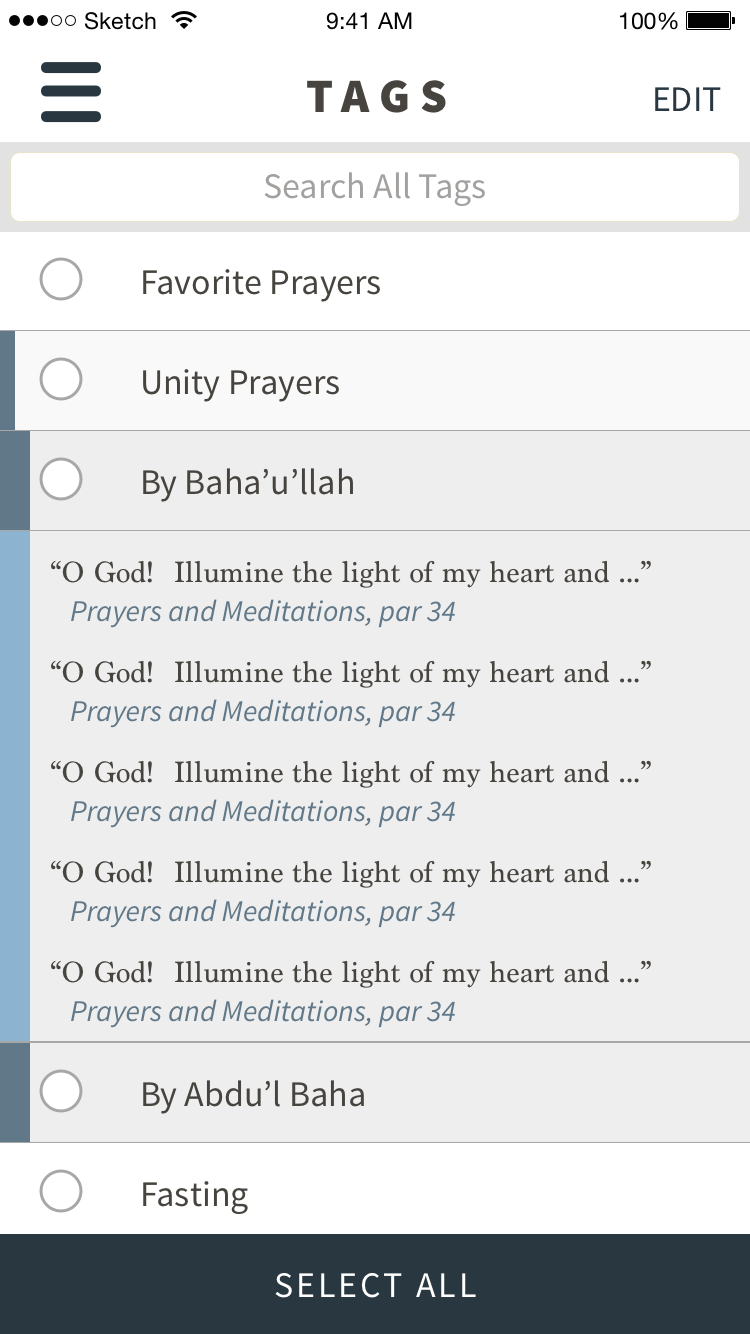 Sketch 9:41 AM 100%
TAGS EDIT
Search All Tags
Favorite Prayers
Unity Prayers
By Baha’u’llah
“O God!  Illumine the light of my heart and ...”
Prayers and Meditations, par 34
“O God!  Illumine the light of my heart and ...”
Prayers and Meditations, par 34
“O God!  Illumine the light of my heart and ...”
Prayers and Meditations, par 34
“O God!  Illumine the light of my heart and ...”
Prayers and Meditations, par 34
“O God!  Illumine the light of my heart and ...”
Prayers and Meditations, par 34
By Abdu’l Baha
Fasting
SELECT ALL